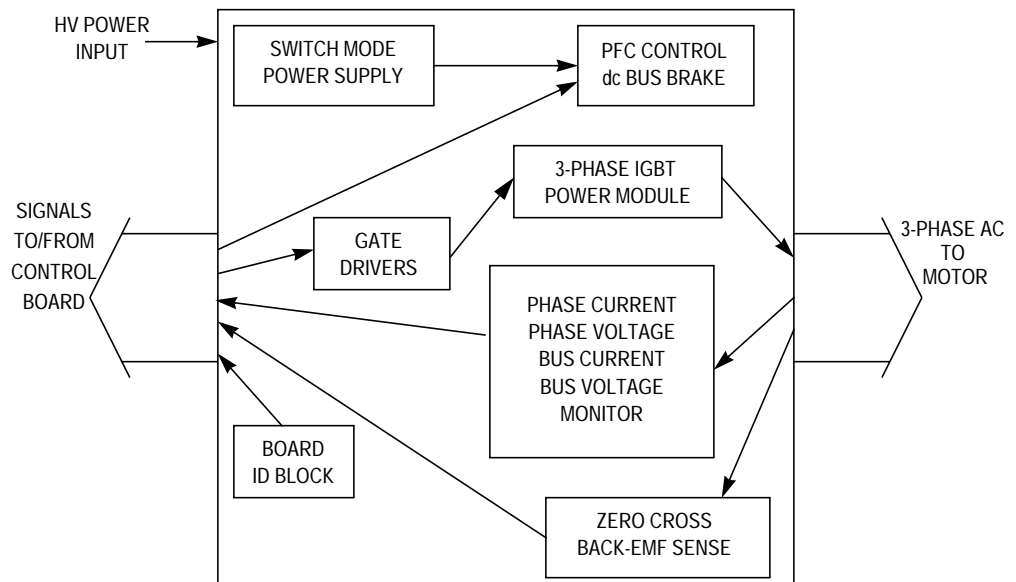 HV POWER
INPUT
SWITCH MODE
POWER SUPPLY
PFC CONTROL
dc BUS BRAKE
3-PHASE IGBT
POWER MODULE
SIGNALS
TO/FROM
CONTROL
BOARD
GATE
DRIVERS
3-PHASE AC
TO
MOTOR
PHASE CURRENT
PHASE VOLTAGE
BUS CURRENT
BUS VOLTAGE
MONITOR
BOARD
ID BLOCK
ZERO CROSS
BACK-EMF SENSE